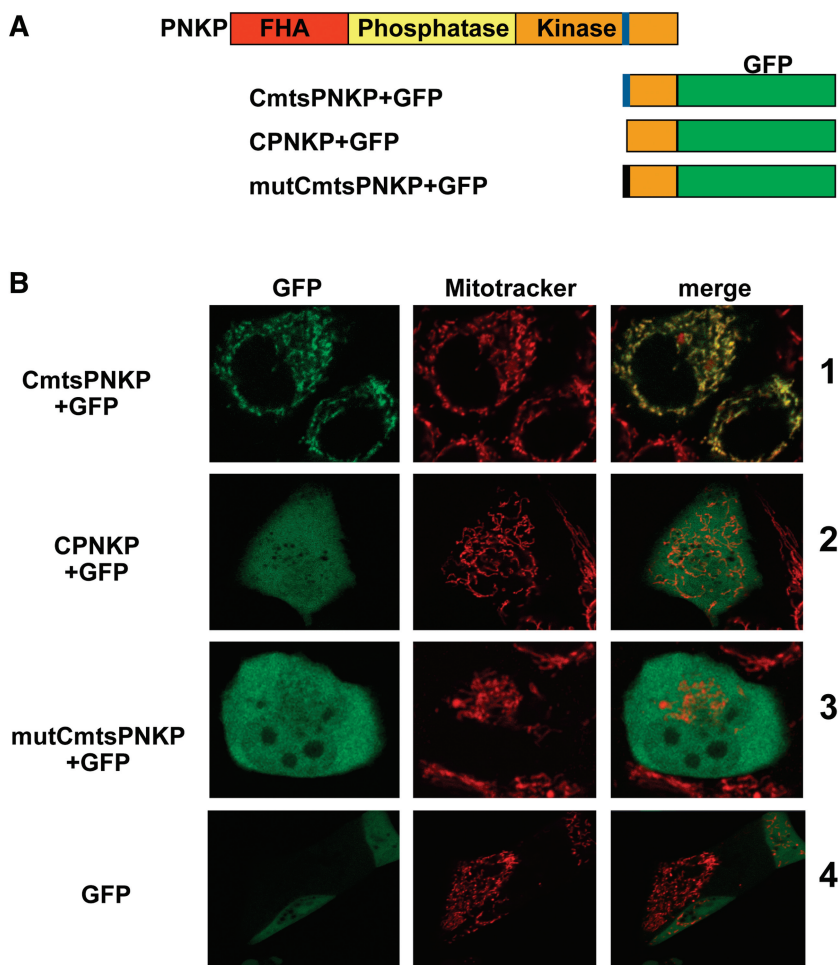 A
PNKP FHA Phosphatase Kinase
GFP
CmtsPNKP+GFP
CPNKP+GFP
mutCmtsPNKP+GFP
B
GFP Mitotracker merge
CmtsPNKP
+GFP
1
CPNKP
+GFP
2
mutCmtsPNKP
+GFP
3
GFP
4